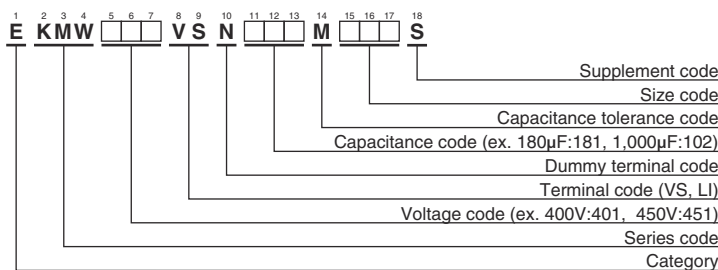 1 2 3 4 5 6 7 8 9 10 11 12 13 14 15 16 17 18
E KMW VS N M S
Supplement code
Size code
Capacitance tolerance code
Capacitance code (ex. 180µF:181, 1,000µF:102)
Dummy terminal code
Terminal code (VS, LI)
Voltage code (ex. 400V:401, 450V:451)
Series code
Category